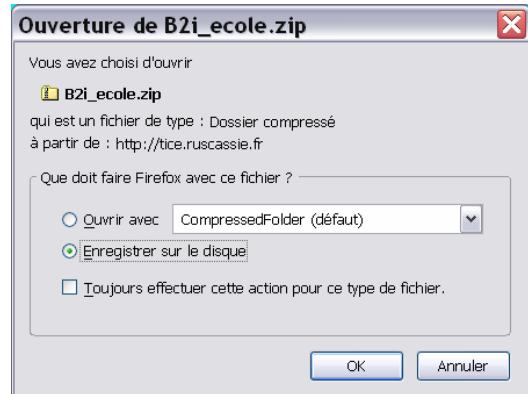 Ouverture de B2i_ecole.zip
Vous avez choisi d'ouvrir
B2i_ecole.zip
qui est un fichier de type : Dossier compressé
à partir de : http://tice.ruscassie.fr
Que doit faire Firefox avec ce fichier ?
Ouvrir avec CompressedFolder (défaut)
Enregistrer sur le disque
Toujours effectuer cette action pour ce type de fichier.
OK Annuler